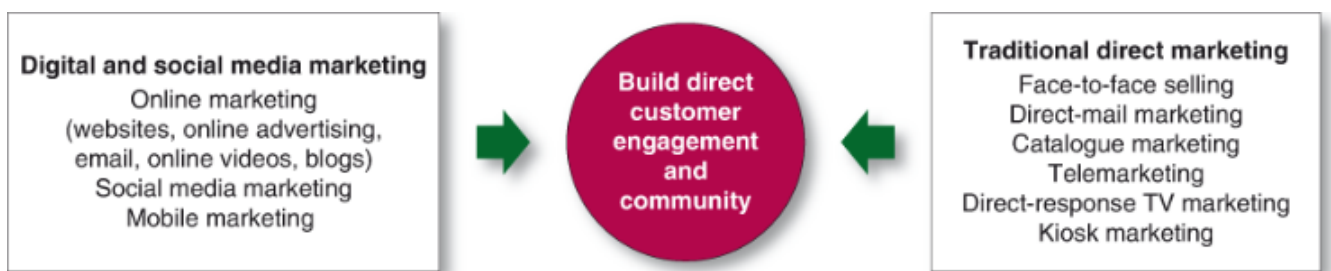 Digital and social media marketing
Online marketing
(websites, online advertising,
email, online videos, blogs)
Social media marketing
Mobile marketing
Build direct
customer
engagement
and
community
Traditional direct marketing
Face-to-face selling
Direct-mail marketing
Catalogue marketing
Telemarketing
Direct-response TV marketing
Kiosk marketing